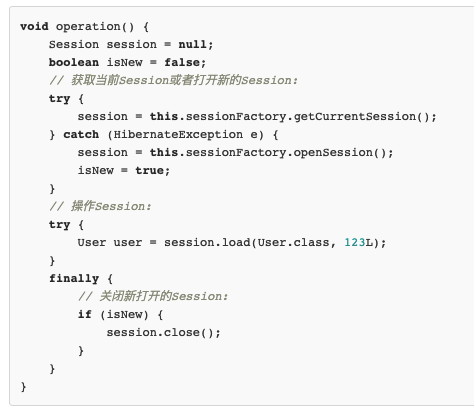 void operation() {
    Session session = null;
    boolean isNew = false;
    // 获取当前Session或者打开新的Session:
    try {
        session = this.sessionFactory.getCurrentSession();
    } catch (HibernateException e) {
        session = this.sessionFactory.openSession();
        isNew = true;
    }
    // 操作Session:
    try {
        User user = session.load(User.class, 123L);
    }
    finally {
        // 关闭新打开的Session:
        if (isNew) {
            session.close();
        }
    }
}